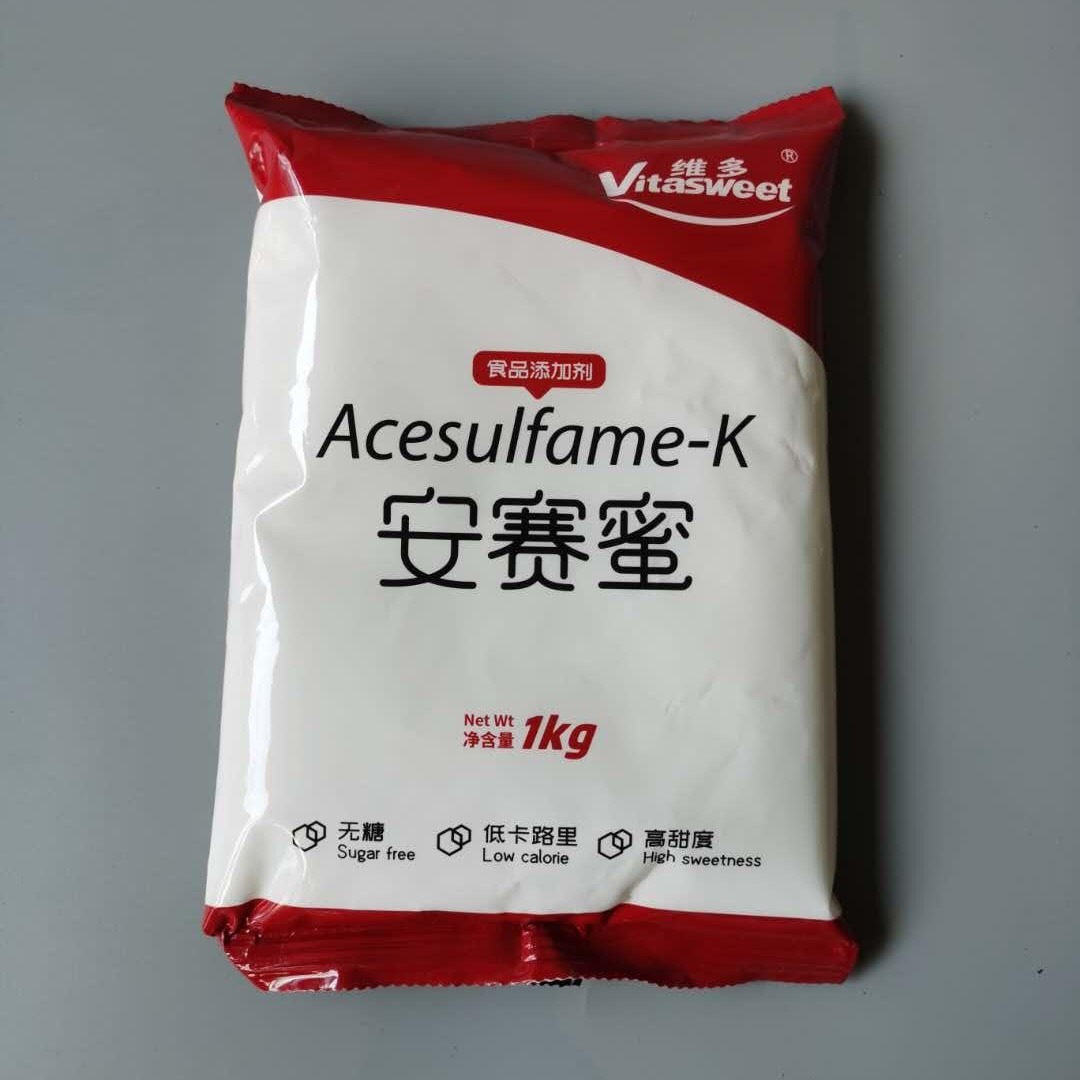 维多®
Vitasweet
食品添加剂
Acesulfame-K
安赛蜜
Net Wt
净含量
1kg
无糖
Sugar free
低卡路里
Low calorie
高甜度
High sweetness